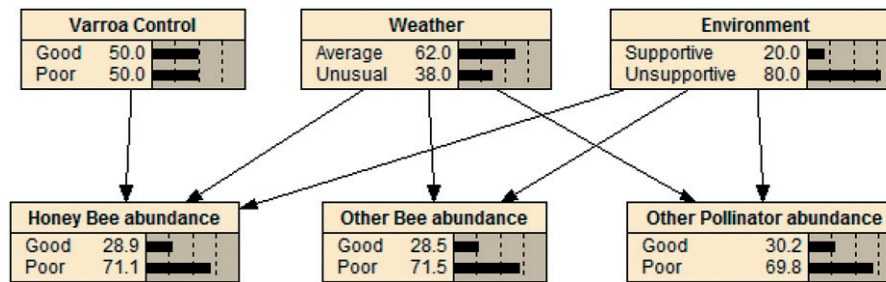 Varroa Control
Good 50.0
Poor 50.0
Weather
Average 62.0
Unusual 38.0
Environment
Supportive 20.0
Unsupportive 80.0
Honey Bee abundance
Good 28.9
Poor 71.1
Other Bee abundance
Good 28.5
Poor 71.5
Other Pollinator abundance
Good 30.2
Poor 69.8